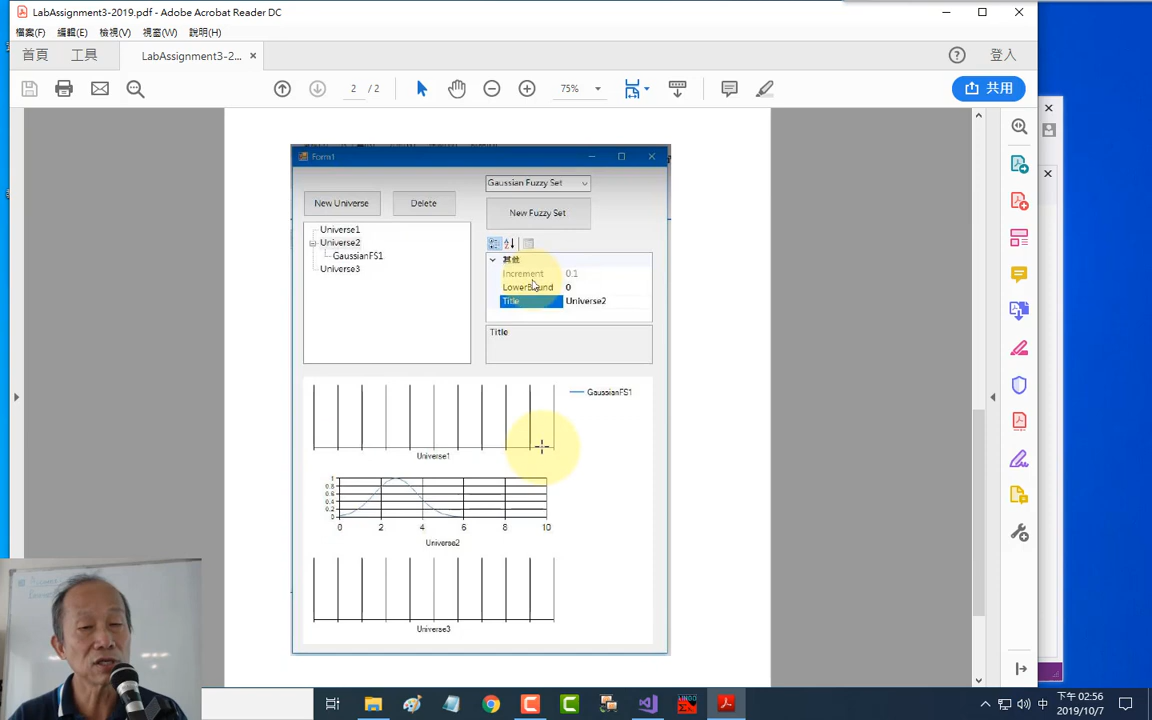 LabAssignment3-2019.pdf - Adobe Acrobat Reader DC
檔案(F) 編輯(E) 檢視(V) 視窗(W) 說明(H)
首頁 工具 LabAssignment3-2... × 登入
2 / 2 75% 共用
Form1
Gaussian Fuzzy Set
New Universe Delete New Fuzzy Set
Universe1
Universe2
GaussianFS1
Universe3
其他
Increment 0.1
LowerBound 0
Title Universe2
Title
GaussianFS1
Universe1
1
0.8
0.6
0.4
0.2
0
0 2 4 6 8 10
Universe2
Universe3
中 下午 02:56
2019/10/7